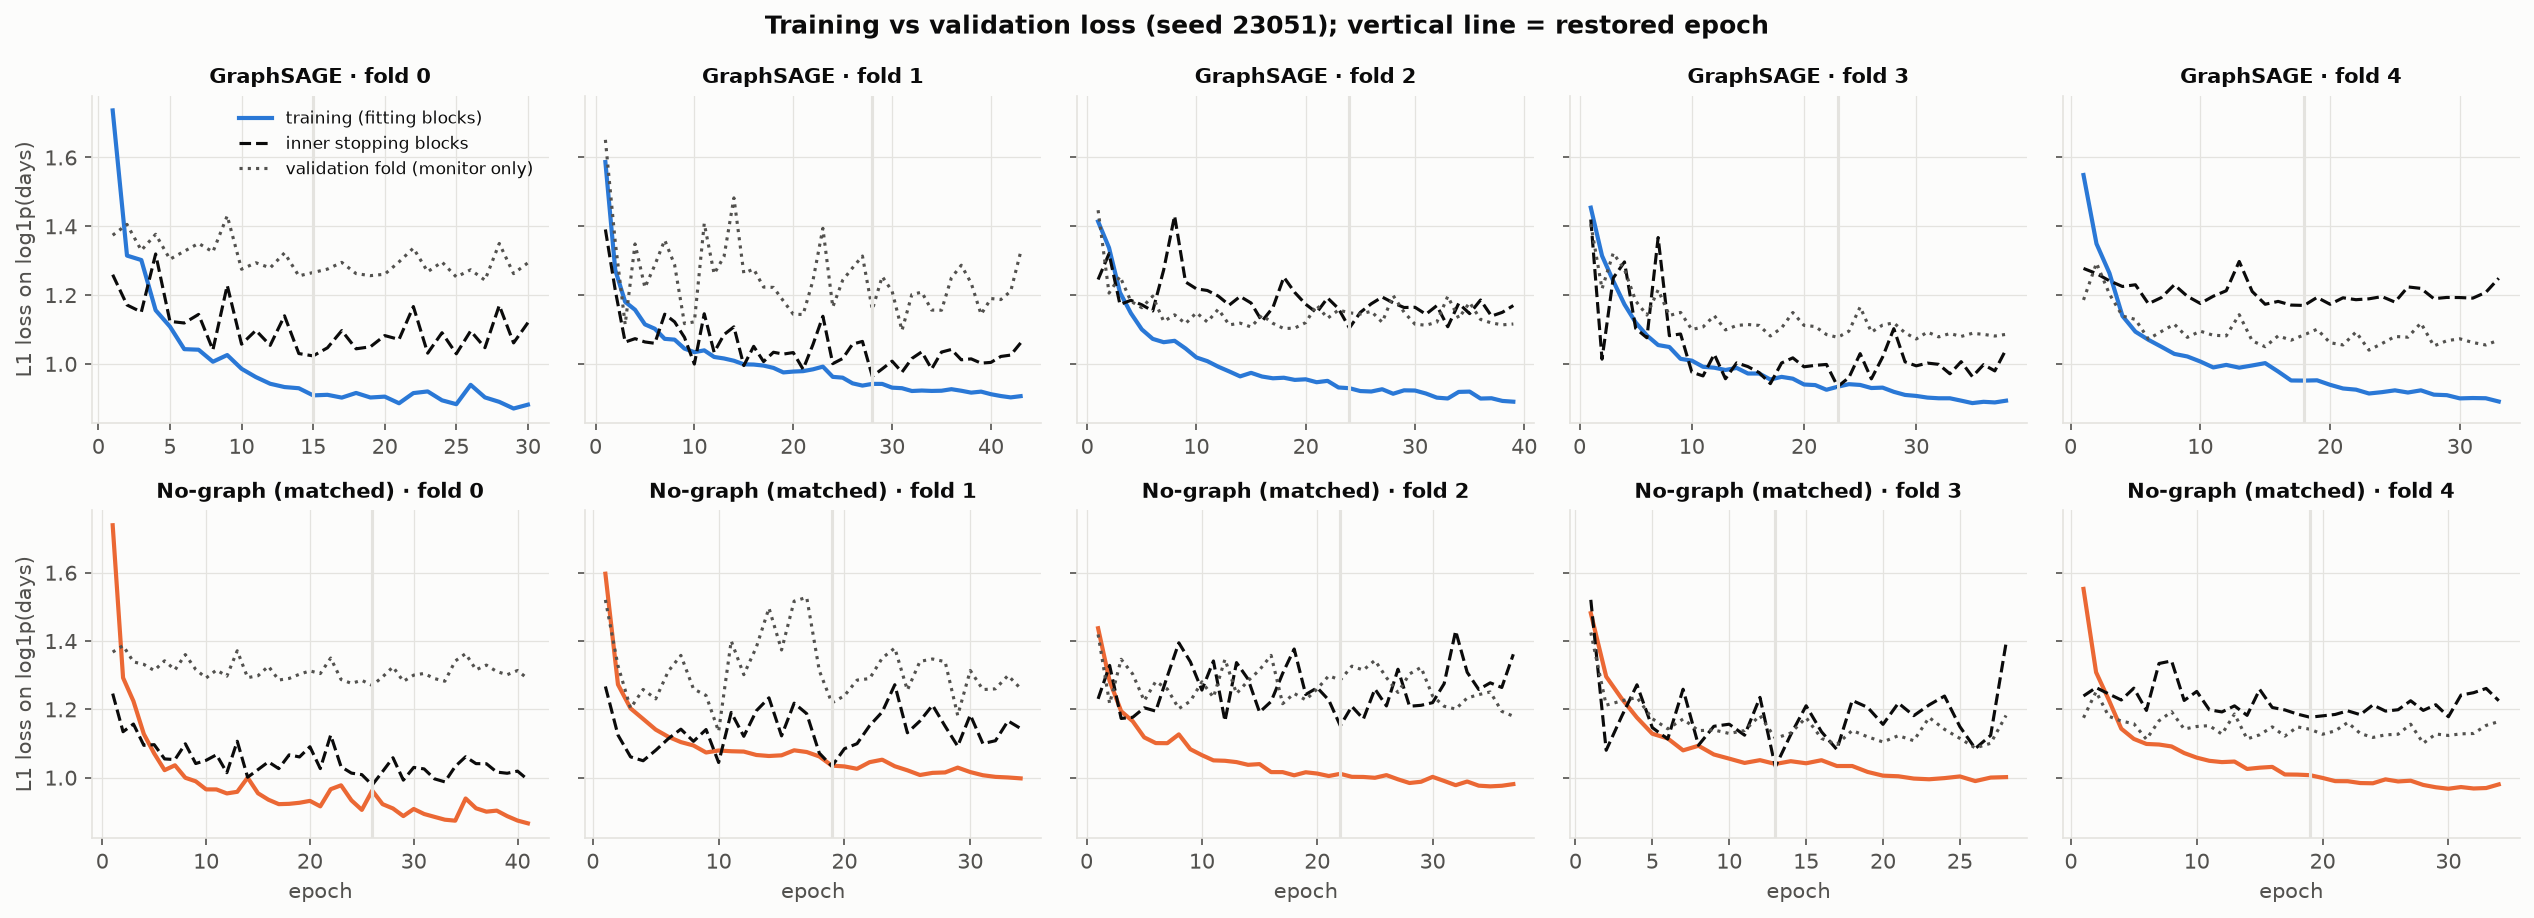 Training vs validation loss (seed 23051); vertical line = restored epoch
GraphSAGE · fold 0
GraphSAGE · fold 1
GraphSAGE · fold 2
GraphSAGE · fold 3
GraphSAGE · fold 4
training (fitting blocks)
inner stopping blocks
validation fold (monitor only)
L1 loss on log1p(days)
1.6
1.4
1.2
1.0
0 5 10 15 20 25 30
0 10 20 30 40
0 10 20 30 40
0 10 20 30
0 10 20 30
No-graph (matched) · fold 0
No-graph (matched) · fold 1
No-graph (matched) · fold 2
No-graph (matched) · fold 3
No-graph (matched) · fold 4
L1 loss on log1p(days)
1.6
1.4
1.2
1.0
0 10 20 30 40
0 10 20 30
0 10 20 30
0 5 10 15 20 25
0 10 20 30
epoch
epoch
epoch
epoch
epoch